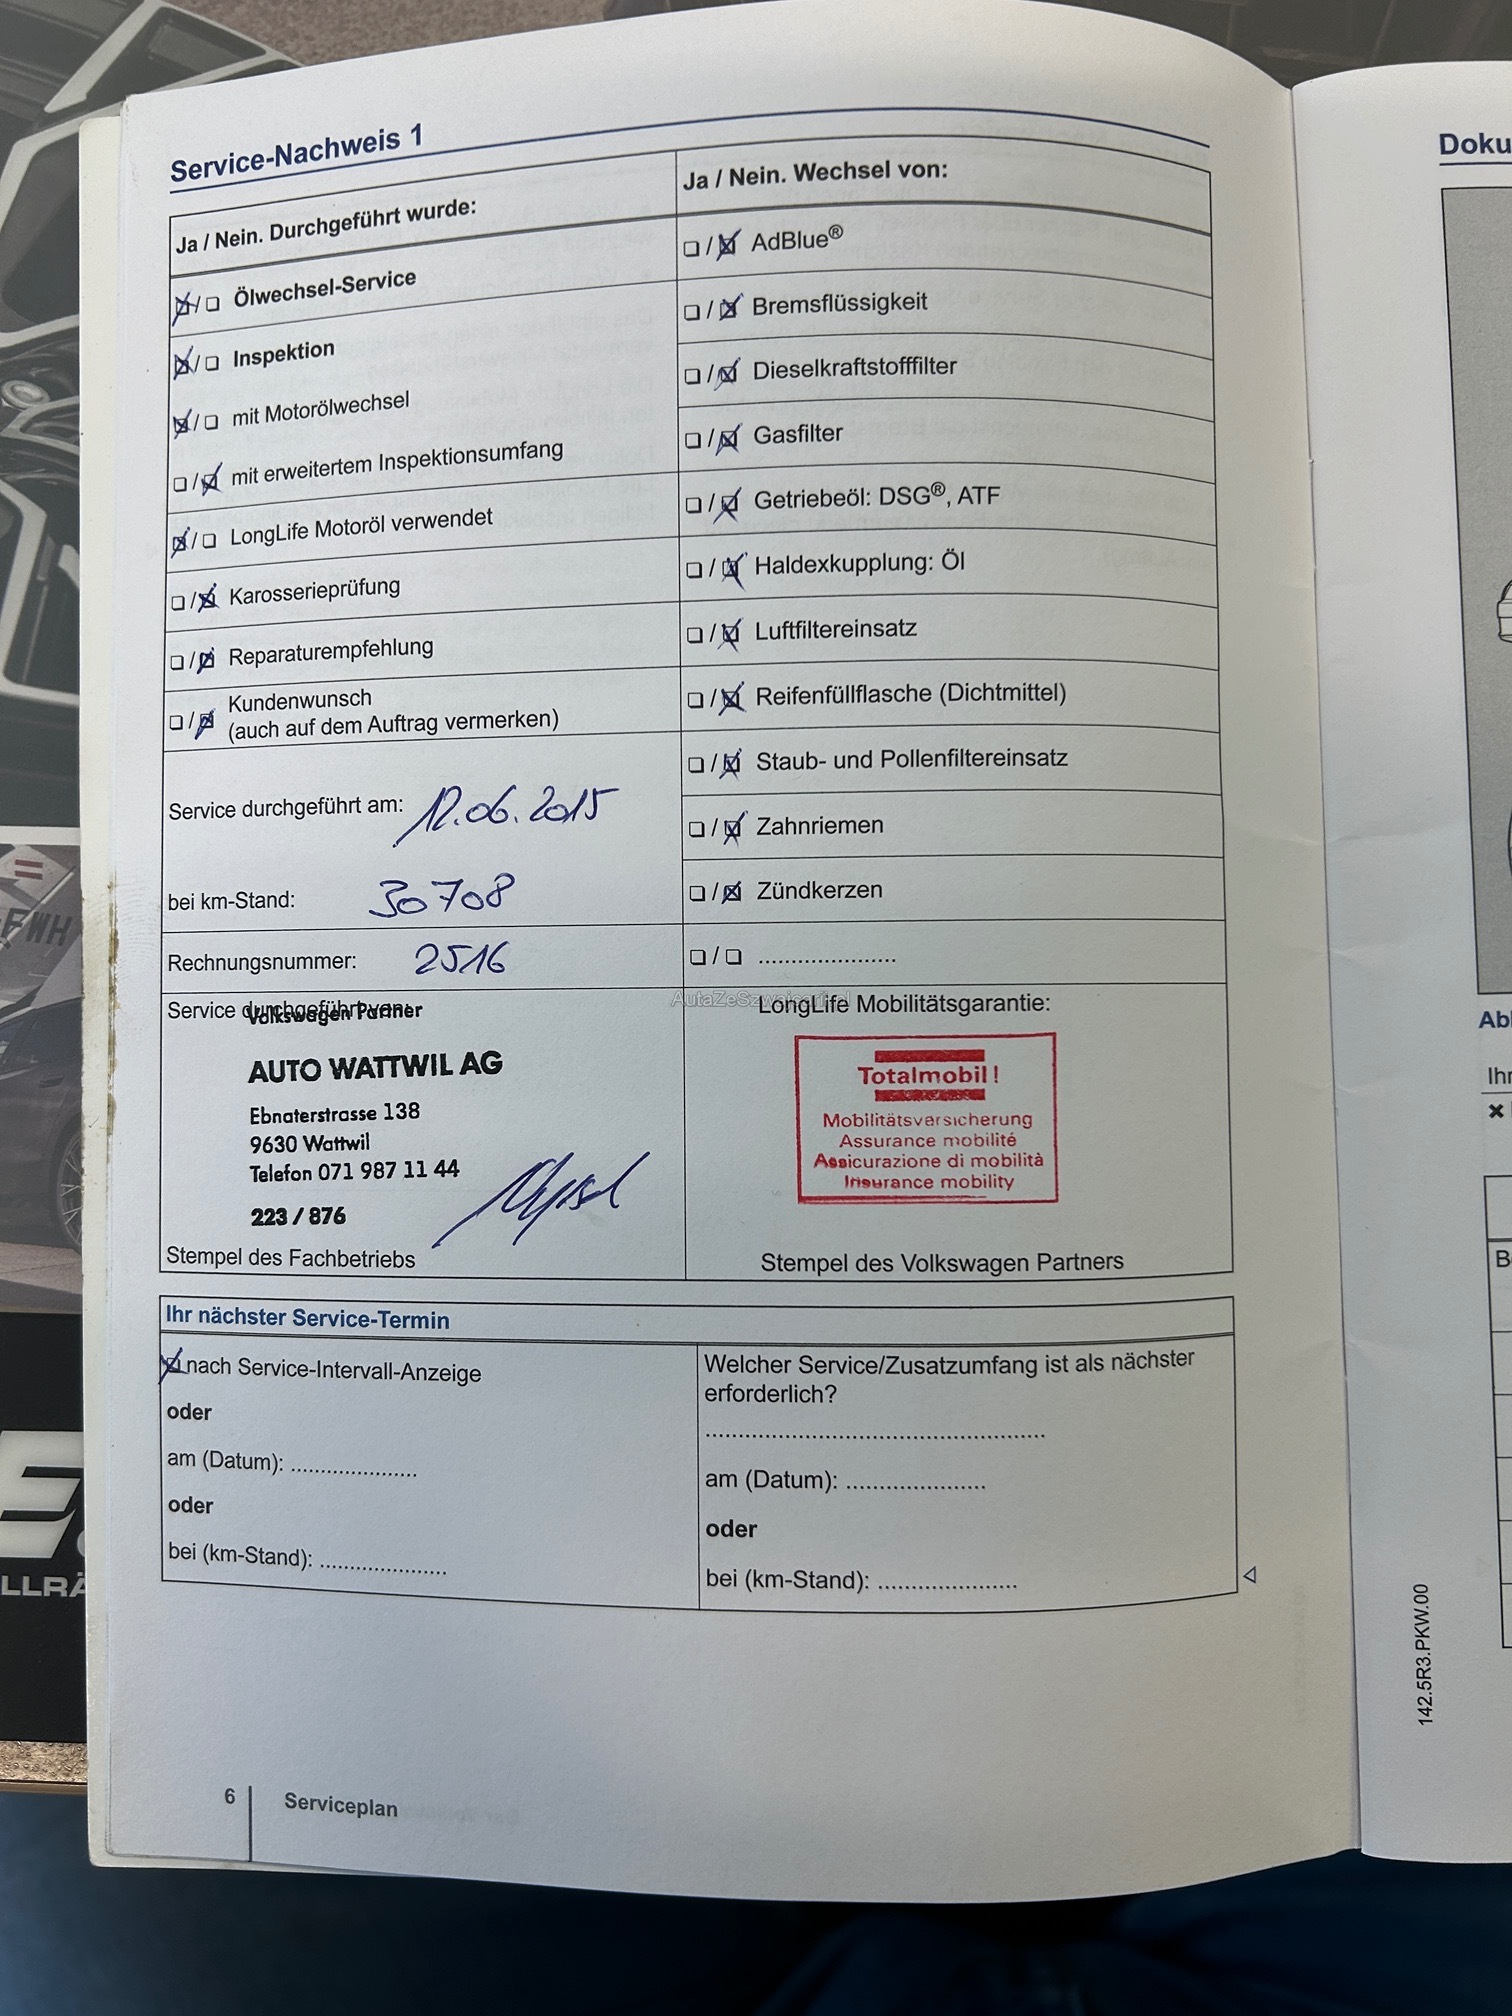 Service-Nachweis 1
Ja / Nein. Durchgeführt wurde:
☒/☐ Ölwechsel-Service
☒/☐ Inspektion
☒/☐ mit Motorölwechsel
☐/☒ mit erweitertem Inspektionsumfang
☒/☐ LongLife Motoröl verwendet
☐/☒ Karosserieprüfung
☐/☒ Reparaturempfehlung
☐/☒ Kundenwunsch
(auch auf dem Auftrag vermerken)
Service durchgeführt am: 12.06.2015
bei km-Stand: 30708
Rechnungsnummer: 2516
Service durchgeführt von:
Volkswagen Partner
AUTO WATTWIL AG
Ebnaterstrasse 138
9630 Wattwil
Telefon 071 987 11 44
223 / 876
Stempel des Fachbetriebs
Ja / Nein. Wechsel von:
☐/☒ AdBlue®
☐/☒ Bremsflüssigkeit
☐/☒ Dieselkraftstofffilter
☐/☒ Gasfilter
☐/☒ Getriebeöl: DSG®, ATF
☐/☒ Haldexkupplung: Öl
☐/☒ Luftfiltereinsatz
☐/☒ Reifenfüllflasche (Dichtmittel)
☐/☒ Staub- und Pollenfiltereinsatz
☐/☒ Zahnriemen
☐/☒ Zündkerzen
☐/☐ .....................
LongLife Mobilitätsgarantie:
Totalmobil!
Mobilitätsversicherung
Assurance mobilité
Assicurazione di mobilità
Insurance mobility
Stempel des Volkswagen Partners
Ihr nächster Service-Termin
☒ nach Service-Intervall-Anzeige
oder
am (Datum): .....................
oder
bei (km-Stand): .....................
Welcher Service/Zusatzumfang ist als nächster
erforderlich?
.....................................................
am (Datum): .....................
oder
bei (km-Stand): .....................
6
Serviceplan
Doku
Abl
Ihr
142.5R3.PKW.00
LLRÄ